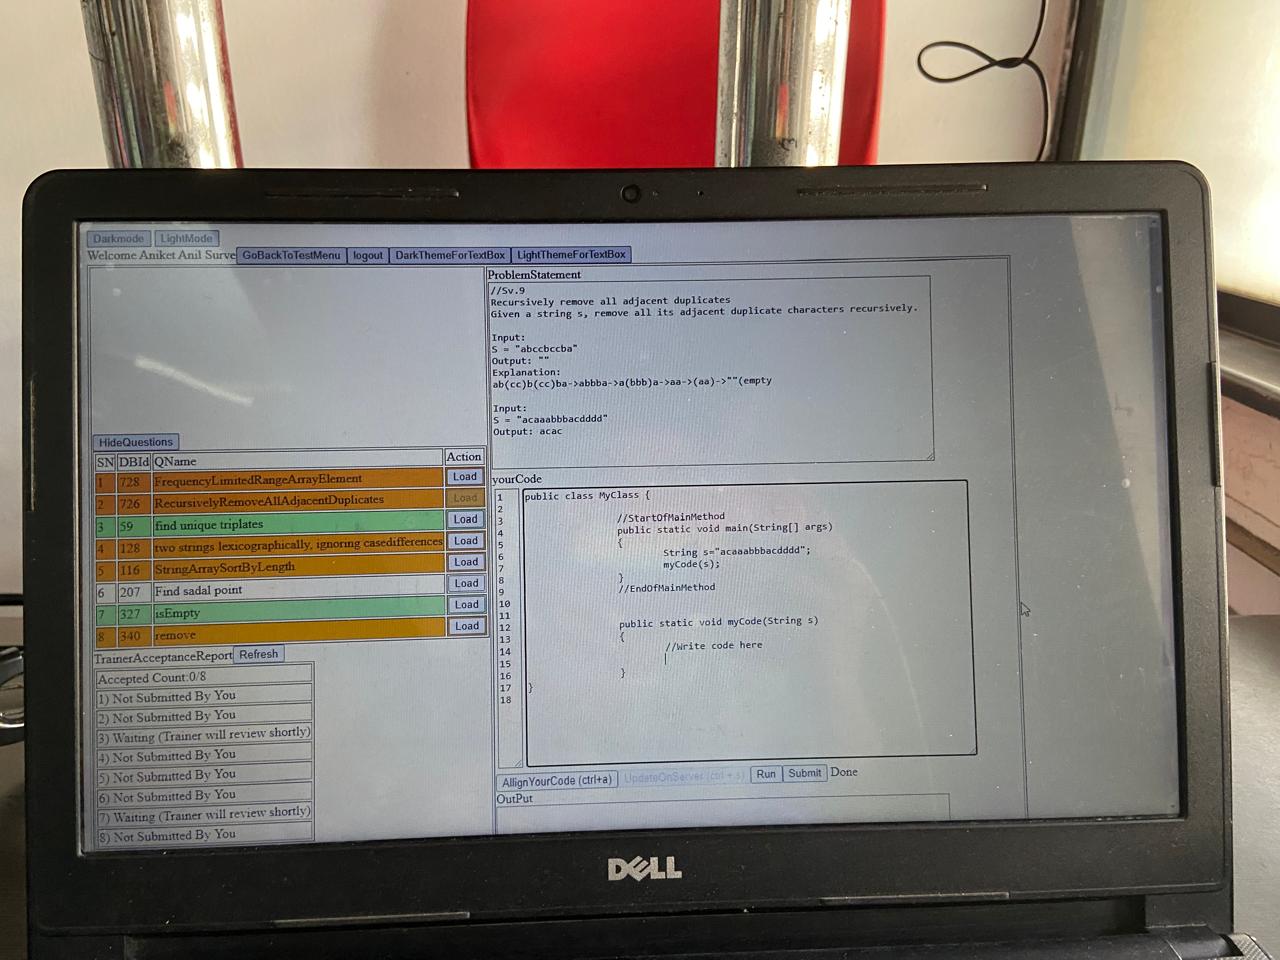 Darkmode LightMode
Welcome Aniket Anil Surve GoBackToTestMenu logout DarkThemeForTextBox LightThemeForTextBox
ProblemStatement
//Sv.9
Recursively remove all adjacent duplicates
Given a string s, remove all its adjacent duplicate characters recursively.
Input:
S = "abccbccba"
Output: ""
Explanation:
ab(cc)b(cc)ba->abbba->a(bbb)a->aa->(aa)->""(empty
Input:
S = "acaaabbbacdddd"
Output: acac
HideQuestions
SN DBId QName Action
1 728 FrequencyLimitedRangeArrayElement Load
2 726 RecursivelyRemoveAllAdjacentDuplicates Load
3 59 find unique triplates Load
4 128 two strings lexicographically, ignoring casedifferences Load
5 116 StringArraySortByLength Load
6 207 Find sadal point Load
7 327 isEmpty Load
8 340 remove Load
TrainerAcceptanceReport Refresh
Accepted Count:0/8
1) Not Submitted By You
2) Not Submitted By You
3) Waiting (Trainer will review shortly)
4) Not Submitted By You
5) Not Submitted By You
6) Not Submitted By You
7) Waiting (Trainer will review shortly)
8) Not Submitted By You
yourCode
1 public class MyClass {
2
3 //StartOfMainMethod
4 public static void main(String[] args)
5 {
6 String s="acaaabbbacdddd";
7 myCode(s);
8 }
9 //EndOfMainMethod
10
11
12 public static void myCode(String s)
13 {
14 //Write code here
15
16 }
17 }
18
AllignYourCode (ctrl+a) UpdateOnServer (ctrl + s) Run Submit Done
OutPut
DELL